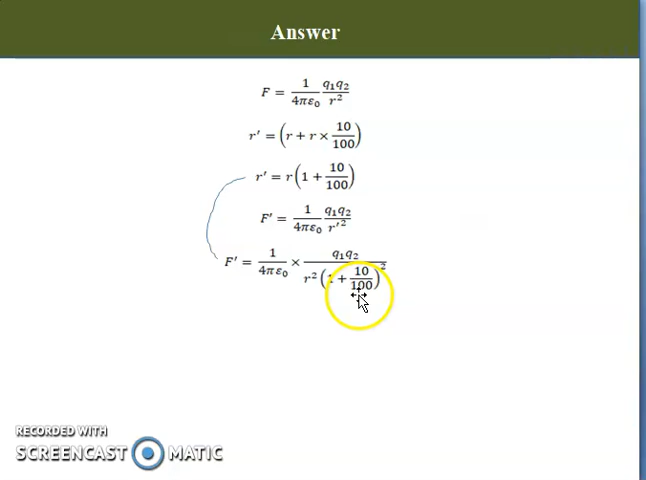 Answer
F = 1/4πε₀ q₁q₂/r²
r′ = (r + r × 10/100)
r′ = r(1 + 10/100)
F′ = 1/4πε₀ q₁q₂/r′²
F′ = 1/4πε₀ × q₁q₂/r²(1 + 10/100)²
RECORDED WITH
SCREENCAST MATIC